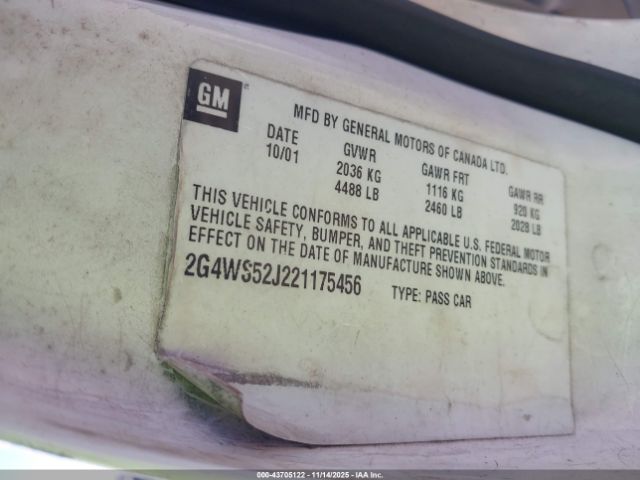 GM
MFD BY GENERAL MOTORS OF CANADA LTD.
DATE GVWR GAWR FRT GAWR RR
10/01 2036 KG 1116 KG 920 KG
4488 LB 2460 LB 2028 LB
THIS VEHICLE CONFORMS TO ALL APPLICABLE U.S. FEDERAL MOTOR
VEHICLE SAFETY, BUMPER, AND THEFT PREVENTION STANDARDS IN
EFFECT ON THE DATE OF MANUFACTURE SHOWN ABOVE.
2G4WS52J221175456 TYPE: PASS CAR
000-43705122 - 11/14/2025 - IAAI.COM